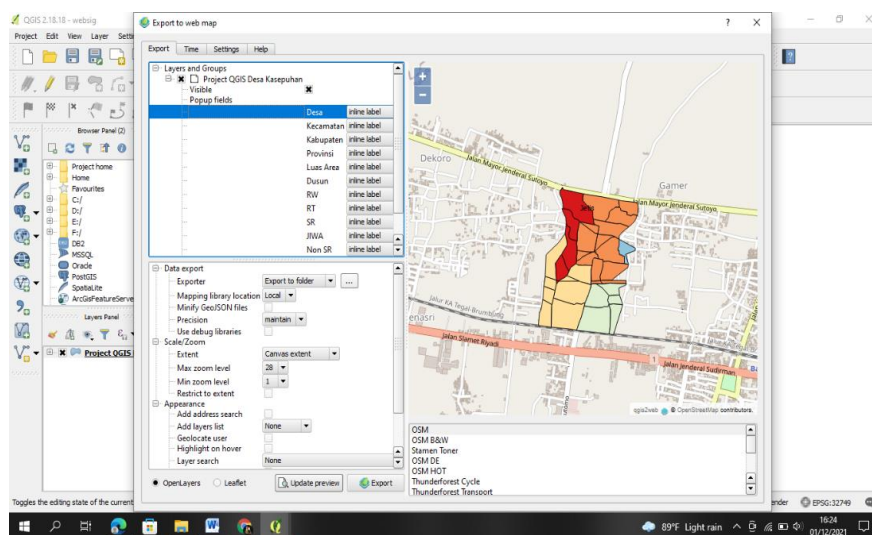 QGIS 2.18.18 - websig
Project Edit View Layer Setti
Export to web map
? X
Export Time Settings Help
Browser Panel (2)
Project home
Home
Favourites
C:/
D:/
E:/
F:/
DB2
MSSQL
Oracle
PostGIS
SpatiaLite
ArcGisFeatureServe
Layers Panel
Project QGIS
Layers and Groups
Project QGIS Desa Kasepuhan
Visible
Popup fields
Desa inline label
Kecamatan inline label
Kabupaten inline label
Provinsi inline label
Luas Area inline label
Dusun inline label
RW inline label
RT inline label
SR inline label
JIWA inline label
Non SR inline label
Data export
Exporter Export to folder ...
Mapping library location Local
Minify GeoJSON files
Precision maintain
Use debug libraries
Scale/Zoom
Extent Canvas extent
Max zoom level 28
Min zoom level 1
Restrict to extent
Appearance
Add address search
Add layers list None
Geolocate user
Highlight on hover
Layer search None
OpenLayers Leaflet Update preview Export
+
-
Dekoro
Jalan Mayor Jenderal Sutoyo
Gamer
Jalan Mayor Jenderal Sutoyo
Jalur KA Tegal-Brumbung
enasri
Jalan Slamet Riyadi
1
Jalan Jenderal Sudirman
qgis2web © OpenStreetMap contributors.
OSM
OSM B&W
Stamen Toner
OSM DE
OSM HOT
Thunderforest Cycle
Thunderforest Transport
Toggles the editing state of the current
ender EPSG:32749
89°F Light rain
16:24
01/12/2021